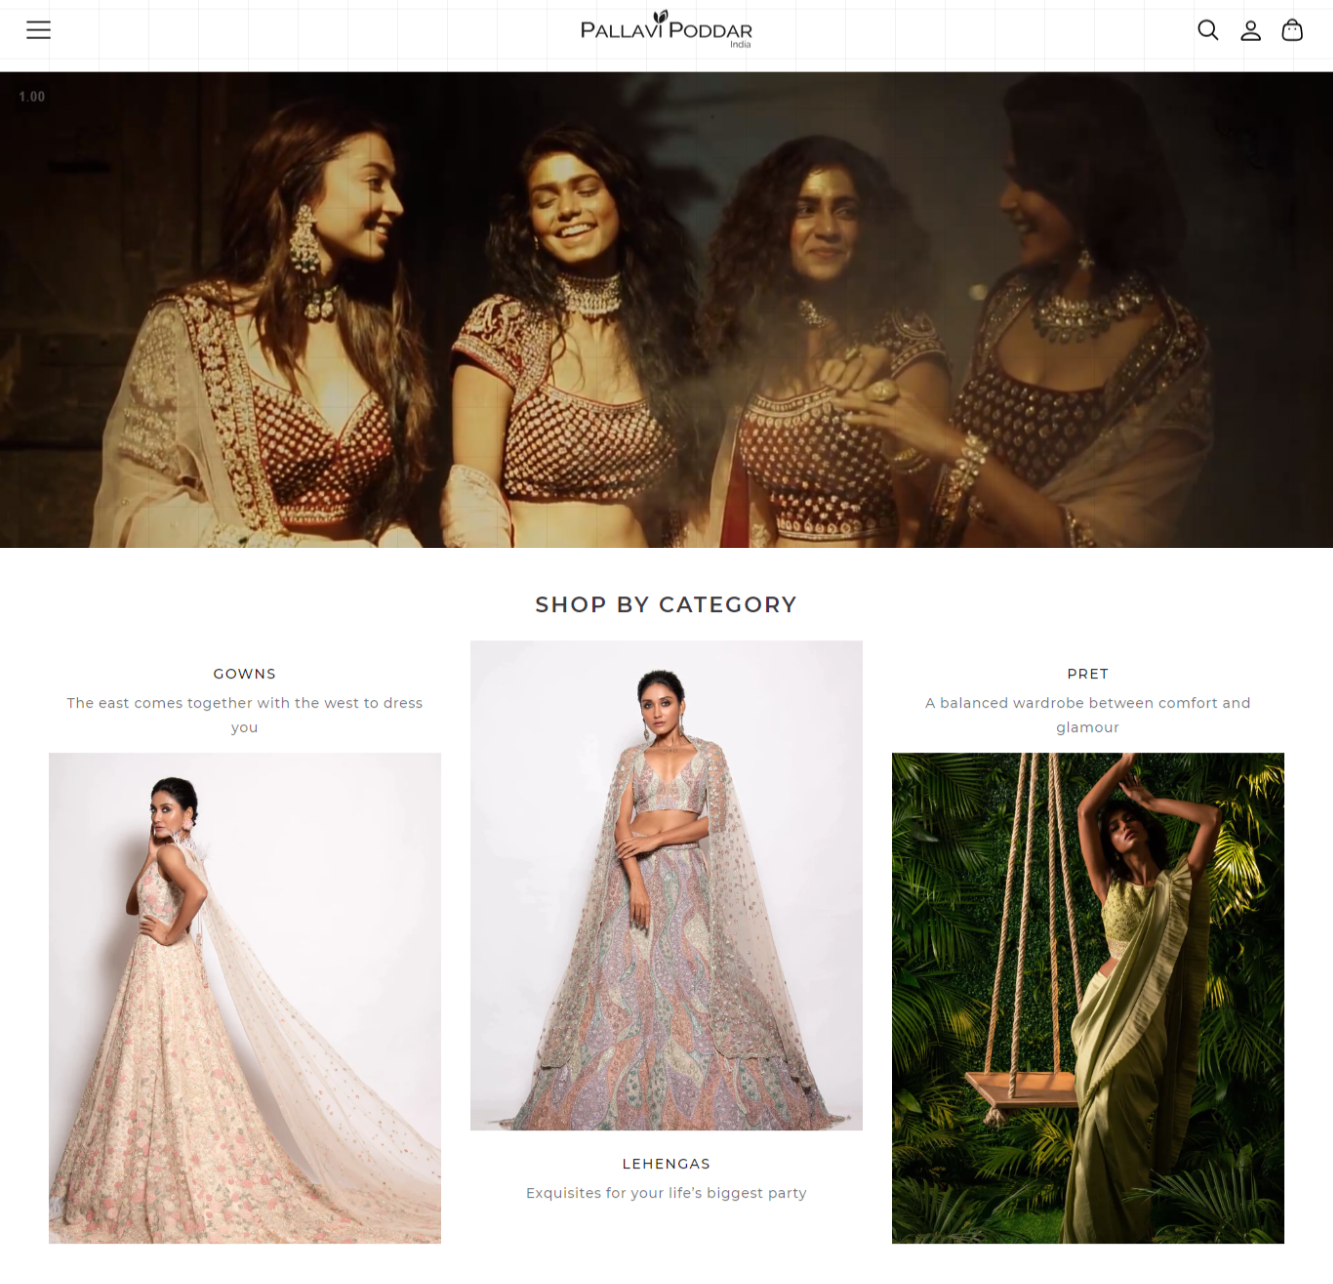 PALLAVI PODDAR
India
1.00
SHOP BY CATEGORY
GOWNS
The east comes together with the west to dress
you
LEHENGAS
Exquisites for your life's biggest party
PRET
A balanced wardrobe between comfort and
glamour